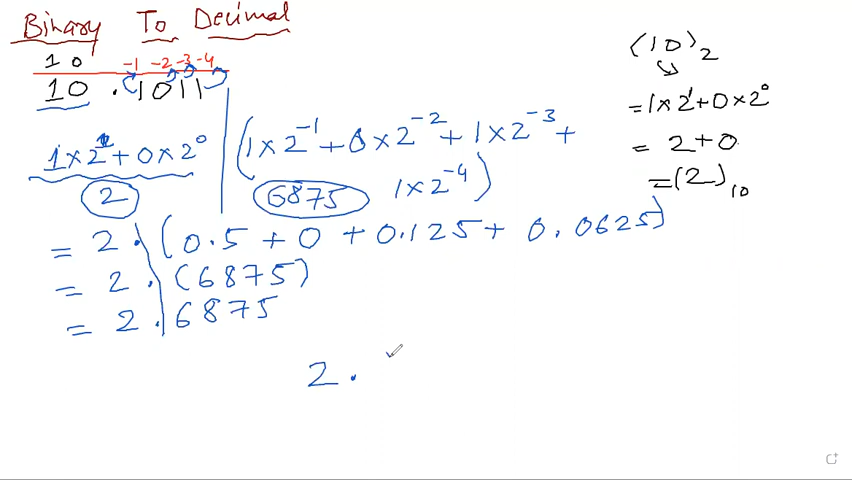 Binary To Decimal
1 0 -1 -2 -3 -4
10 . 1011
1×2¹ + 0×2⁰ (1×2⁻¹ + 0×2⁻² + 1×2⁻³ +
2 6875 1×2⁻⁴)
= 2 . (0.5 + 0 + 0.125 + 0.0625)
= 2 . (6875)
= 2 . 6875
2 .
(10)₂
= 1×2¹ + 0×2⁰
= 2 + 0
= (2)₁₀